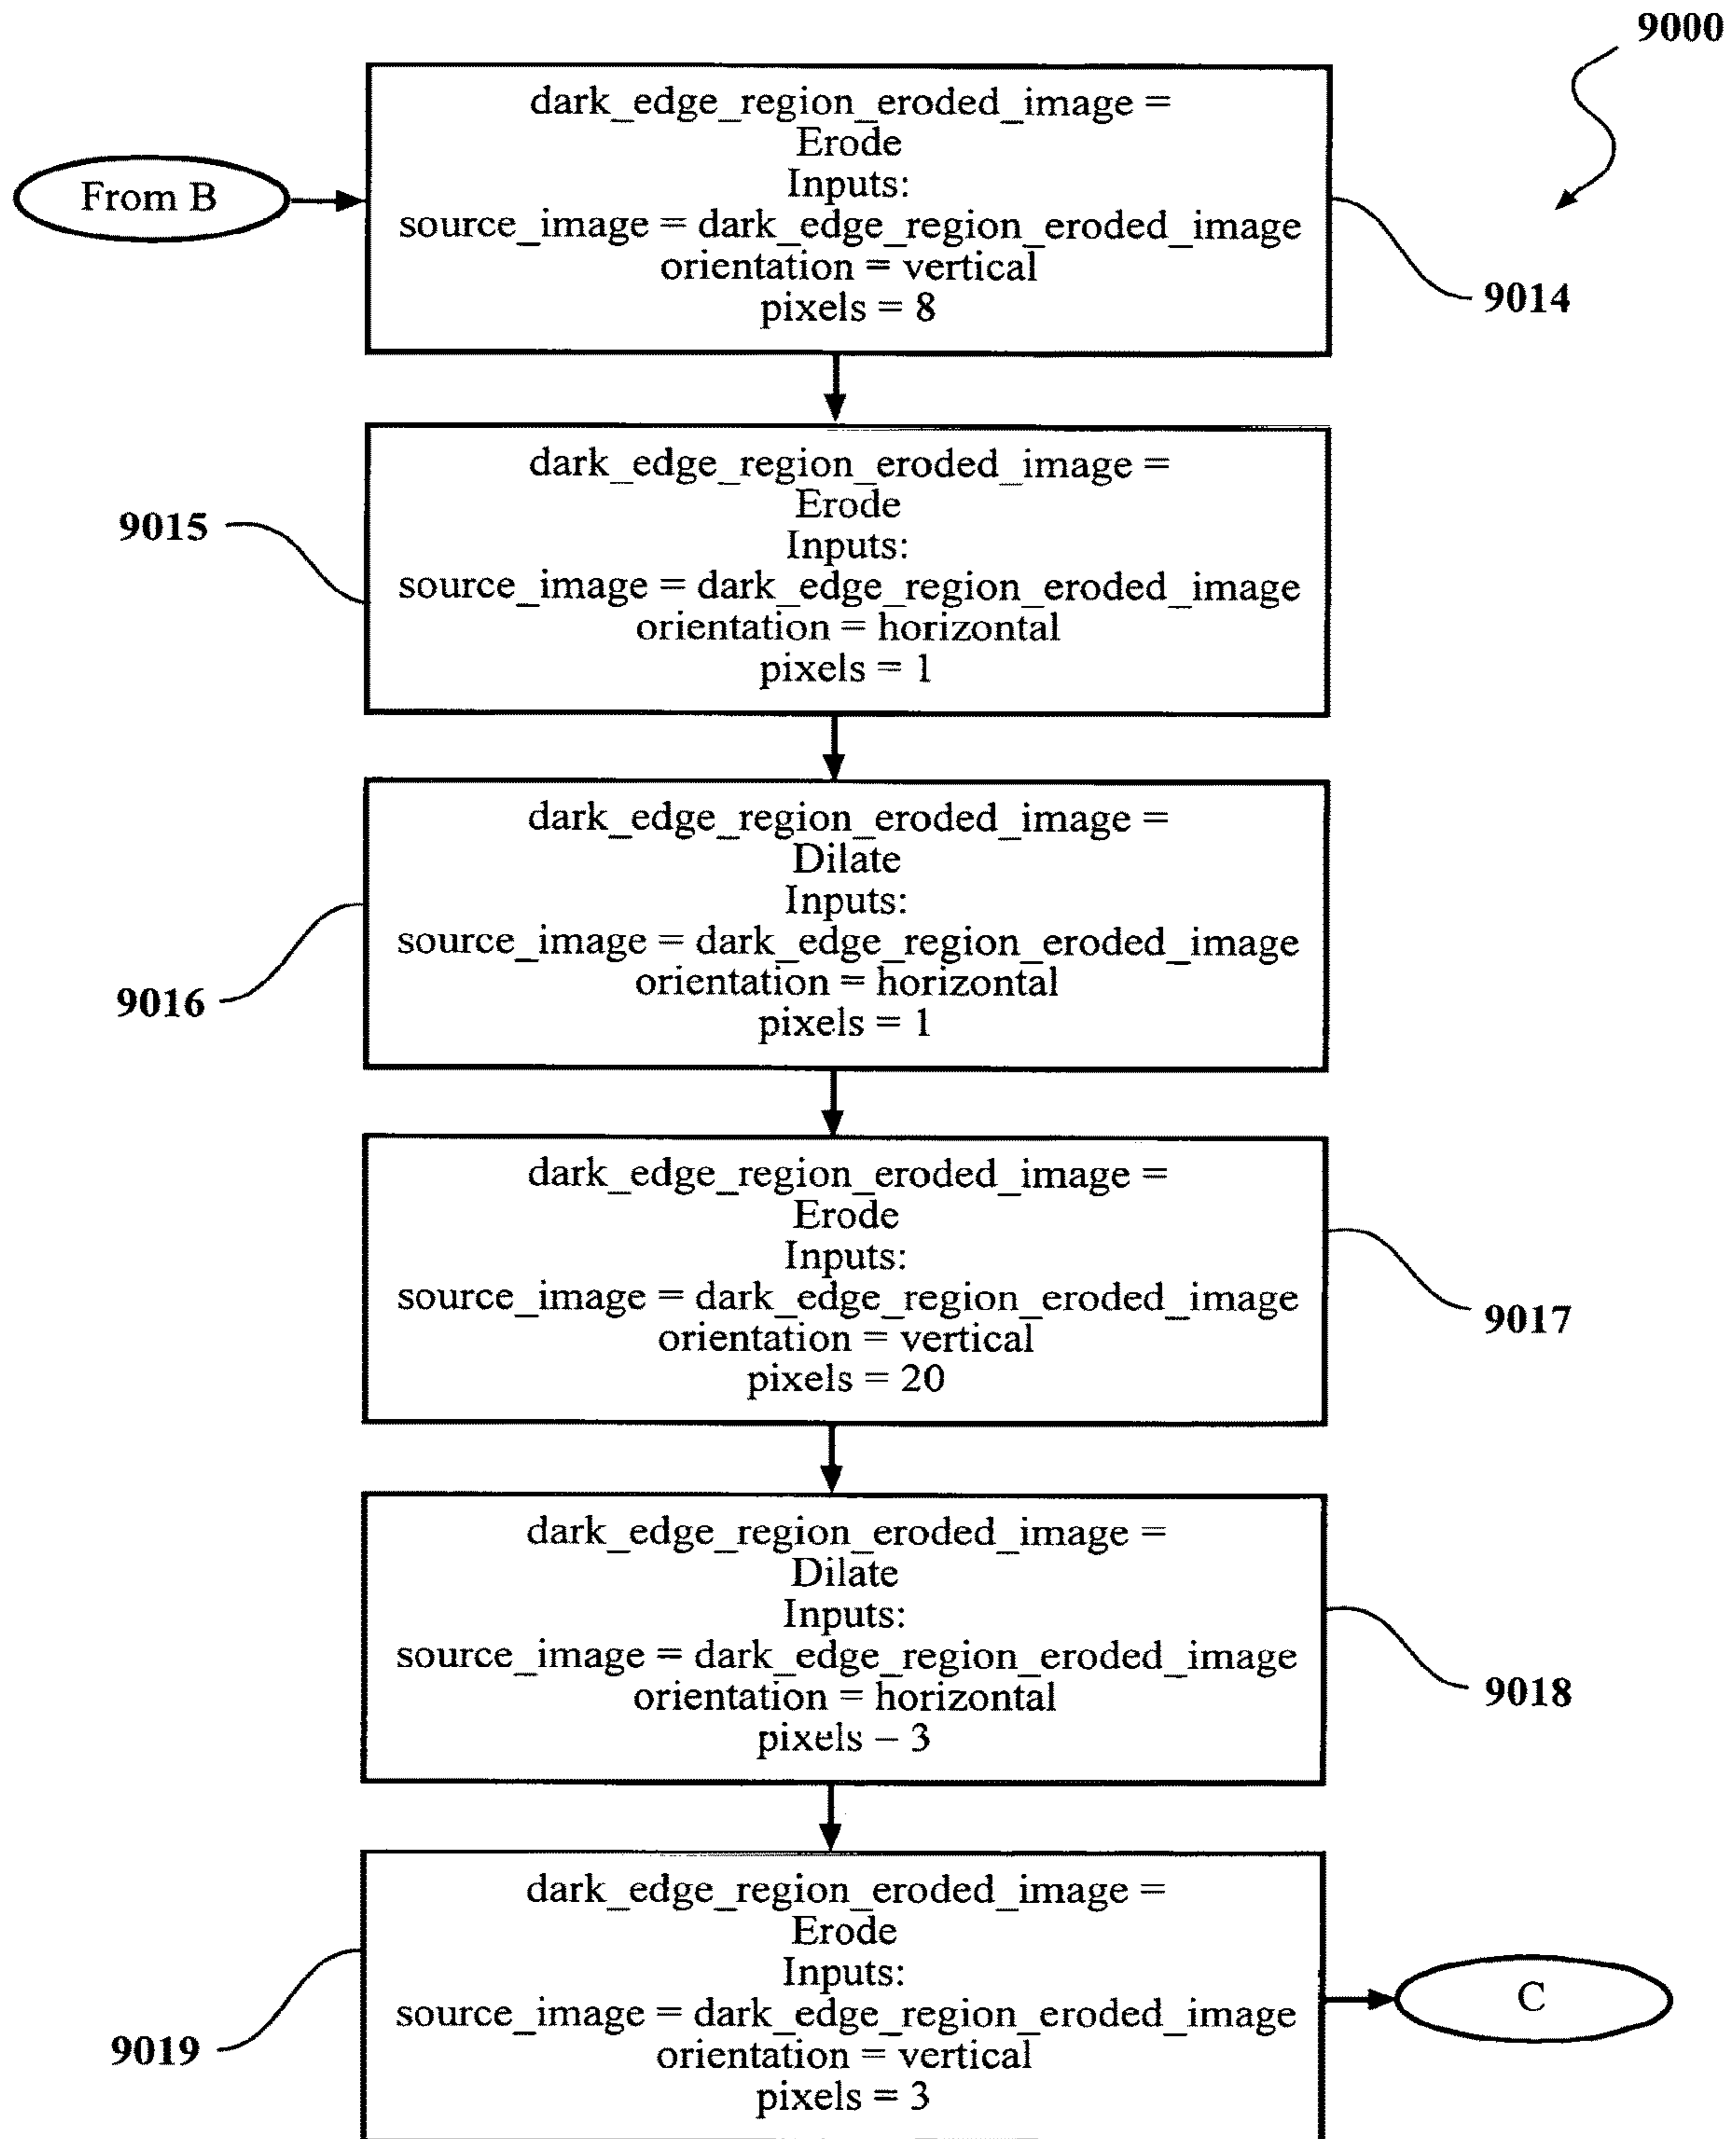 9000
From B
dark_edge_region_eroded_image =
Erode
Inputs:
source_image = dark_edge_region_eroded_image
orientation = vertical
pixels = 8
9014
dark_edge_region_eroded_image =
Erode
Inputs:
source_image = dark_edge_region_eroded_image
orientation = horizontal
pixels = 1
9015
dark_edge_region_eroded_image =
Dilate
Inputs:
source_image = dark_edge_region_eroded_image
orientation = horizontal
pixels = 1
9016
dark_edge_region_eroded_image =
Erode
Inputs:
source_image = dark_edge_region_eroded_image
orientation = vertical
pixels = 20
9017
dark_edge_region_eroded_image =
Dilate
Inputs:
source_image = dark_edge_region_eroded_image
orientation = horizontal
pixels – 3
9018
dark_edge_region_eroded_image =
Erode
Inputs:
source_image = dark_edge_region_eroded_image
orientation = vertical
pixels = 3
9019
C